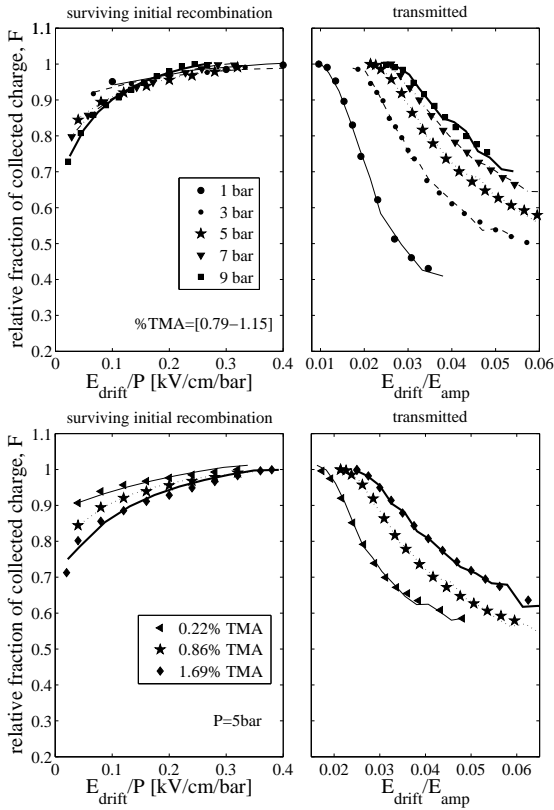 surviving initial recombination
transmitted
relative fraction of collected charge, F
1.1
1
0.9
0.8
0.7
0.6
0.5
0.4
0.3
0.2
1 bar
3 bar
5 bar
7 bar
9 bar
%TMA=[0.79−1.15]
0 0.1 0.2 0.3 0.4
0.01 0.02 0.03 0.04 0.05 0.06
E_drift/P [kV/cm/bar]
E_drift/E_amp
surviving initial recombination
transmitted
relative fraction of collected charge, F
1.1
1
0.9
0.8
0.7
0.6
0.5
0.4
0.3
0.2
0.22% TMA
0.86% TMA
1.69% TMA
P=5bar
0 0.1 0.2 0.3 0.4
0.02 0.03 0.04 0.05 0.06
E_drift/P [kV/cm/bar]
E_drift/E_amp